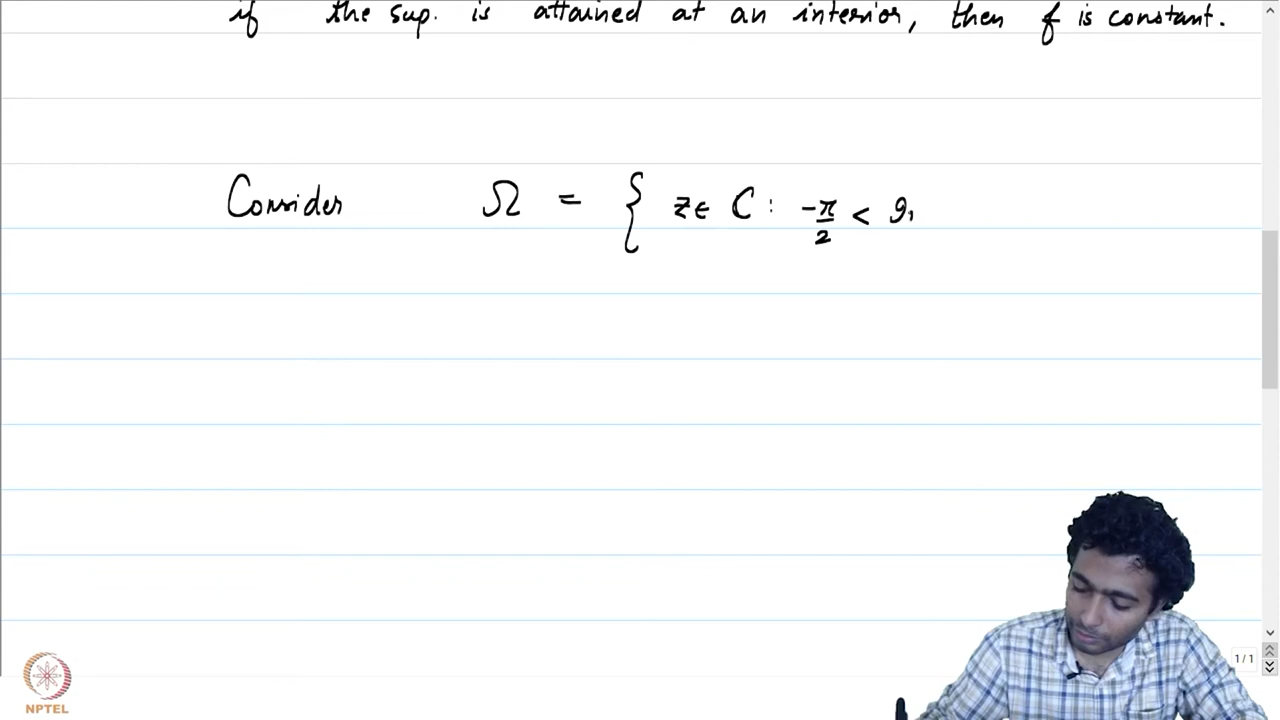 if the sup. is attained at an interior, then f is constant.
Consider Ω = { z ∈ C : -π/2 < 
1 / 1
NPTEL